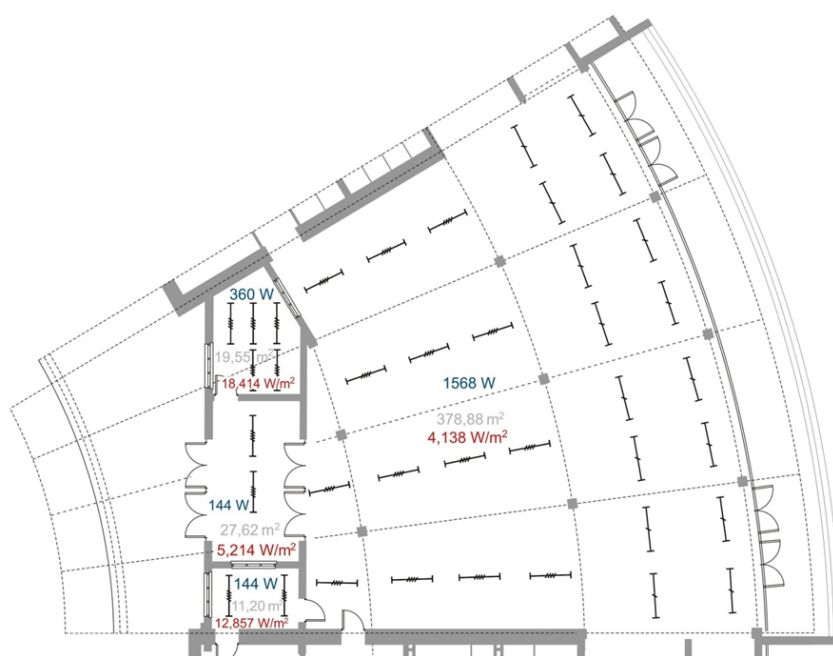 360 W
19,55 m²
18,414 W/m²
1568 W
378,88 m²
4,138 W/m²
144 W
27,62 m²
5,214 W/m²
144 W
11,20 m²
12,857 W/m²